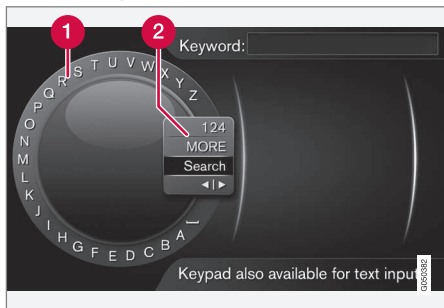 1
2
Keyword:
A B C D E F G H I J K L M N O P Q R S T U V W X Y Z
124
MORE
Search
◄|►
Keypad also available for text input
G050382